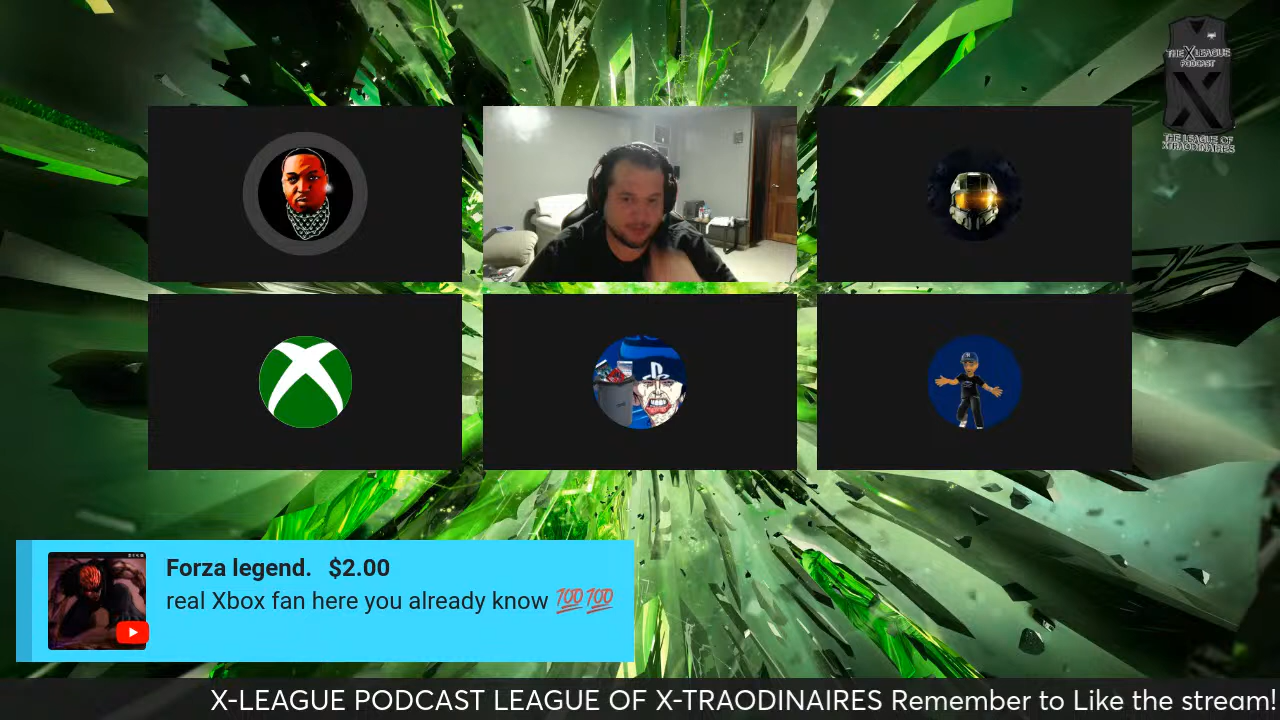 THE X LEAGUE
PODCAST
THE LEAGUE OF
XTRAODINAIRES
Forza legend. $2.00
real Xbox fan here you already know 💯💯
X-LEAGUE PODCAST LEAGUE OF X-TRAODINAIRES Remember to Like the stream!